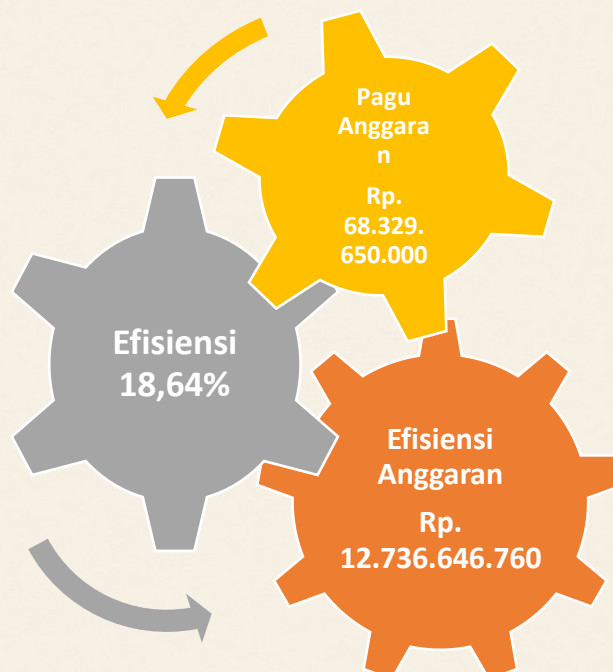 Pagu
Anggara
n
Rp.
68.329.
650.000
Efisiensi
18,64%
Efisiensi
Anggaran
Rp.
12.736.646.760